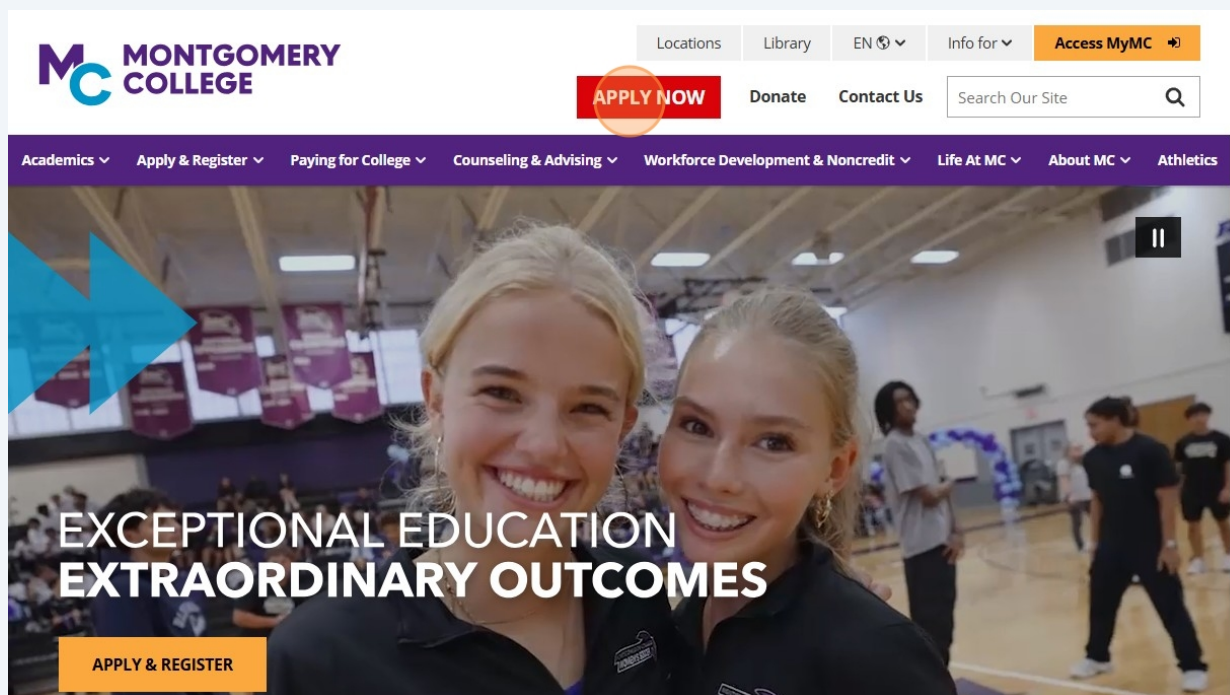 MC MONTGOMERY
COLLEGE
Locations Library EN Info for Access MyMC
APPLY NOW Donate Contact Us Search Our Site
Academics Apply & Register Paying for College Counseling & Advising Workforce Development & Noncredit Life At MC About MC Athletics
EXCEPTIONAL EDUCATION
EXTRAORDINARY OUTCOMES
APPLY & REGISTER